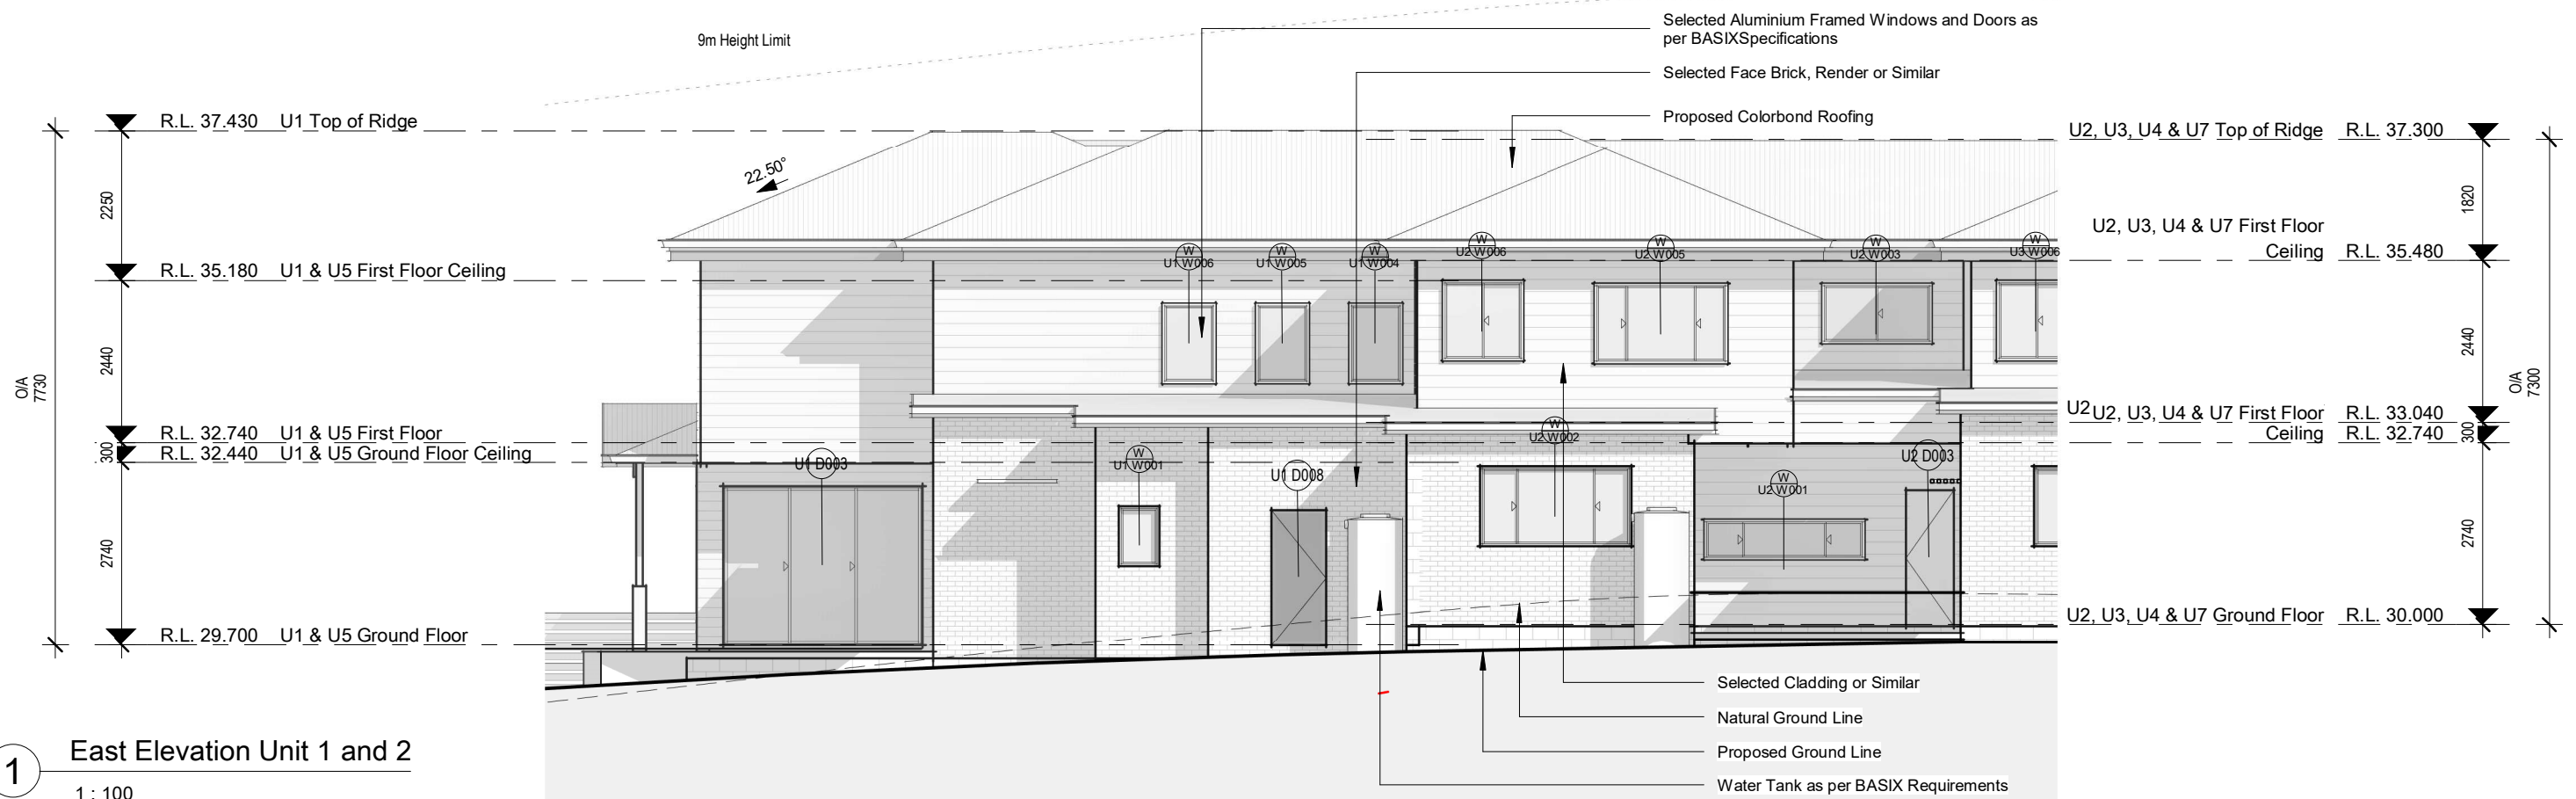 9m Height Limit
Selected Aluminium Framed Windows and Doors as
per BASIXSpecifications
Selected Face Brick, Render or Similar
Proposed Colorbond Roofing
R.L. 37.430 U1 Top of Ridge
U2, U3, U4 & U7 Top of Ridge R.L. 37.300
22.50°
2250
1820
U2, U3, U4 & U7 First Floor
Ceiling R.L. 35.480
R.L. 35.180 U1 & U5 First Floor Ceiling
W
U1 W006
W
U1 W005
W
U1 W004
W
U2 W006
W
U2 W005
W
U2 W003
W
U3 W006
2440
2440
O/A
7730
O/A
7300
R.L. 32.740 U1 & U5 First Floor
R.L. 32.440 U1 & U5 Ground Floor Ceiling
300
U2 U2, U3, U4 & U7 First Floor R.L. 33.040
Ceiling R.L. 32.740
300
U1 D003
W
U1 W001
U1 D008
W
U2 W002
W
U2 W001
U2 D003
2740
2740
R.L. 29.700 U1 & U5 Ground Floor
U2, U3, U4 & U7 Ground Floor R.L. 30.000
Selected Cladding or Similar
Natural Ground Line
Proposed Ground Line
Water Tank as per BASIX Requirements
1
East Elevation Unit 1 and 2
1 : 100